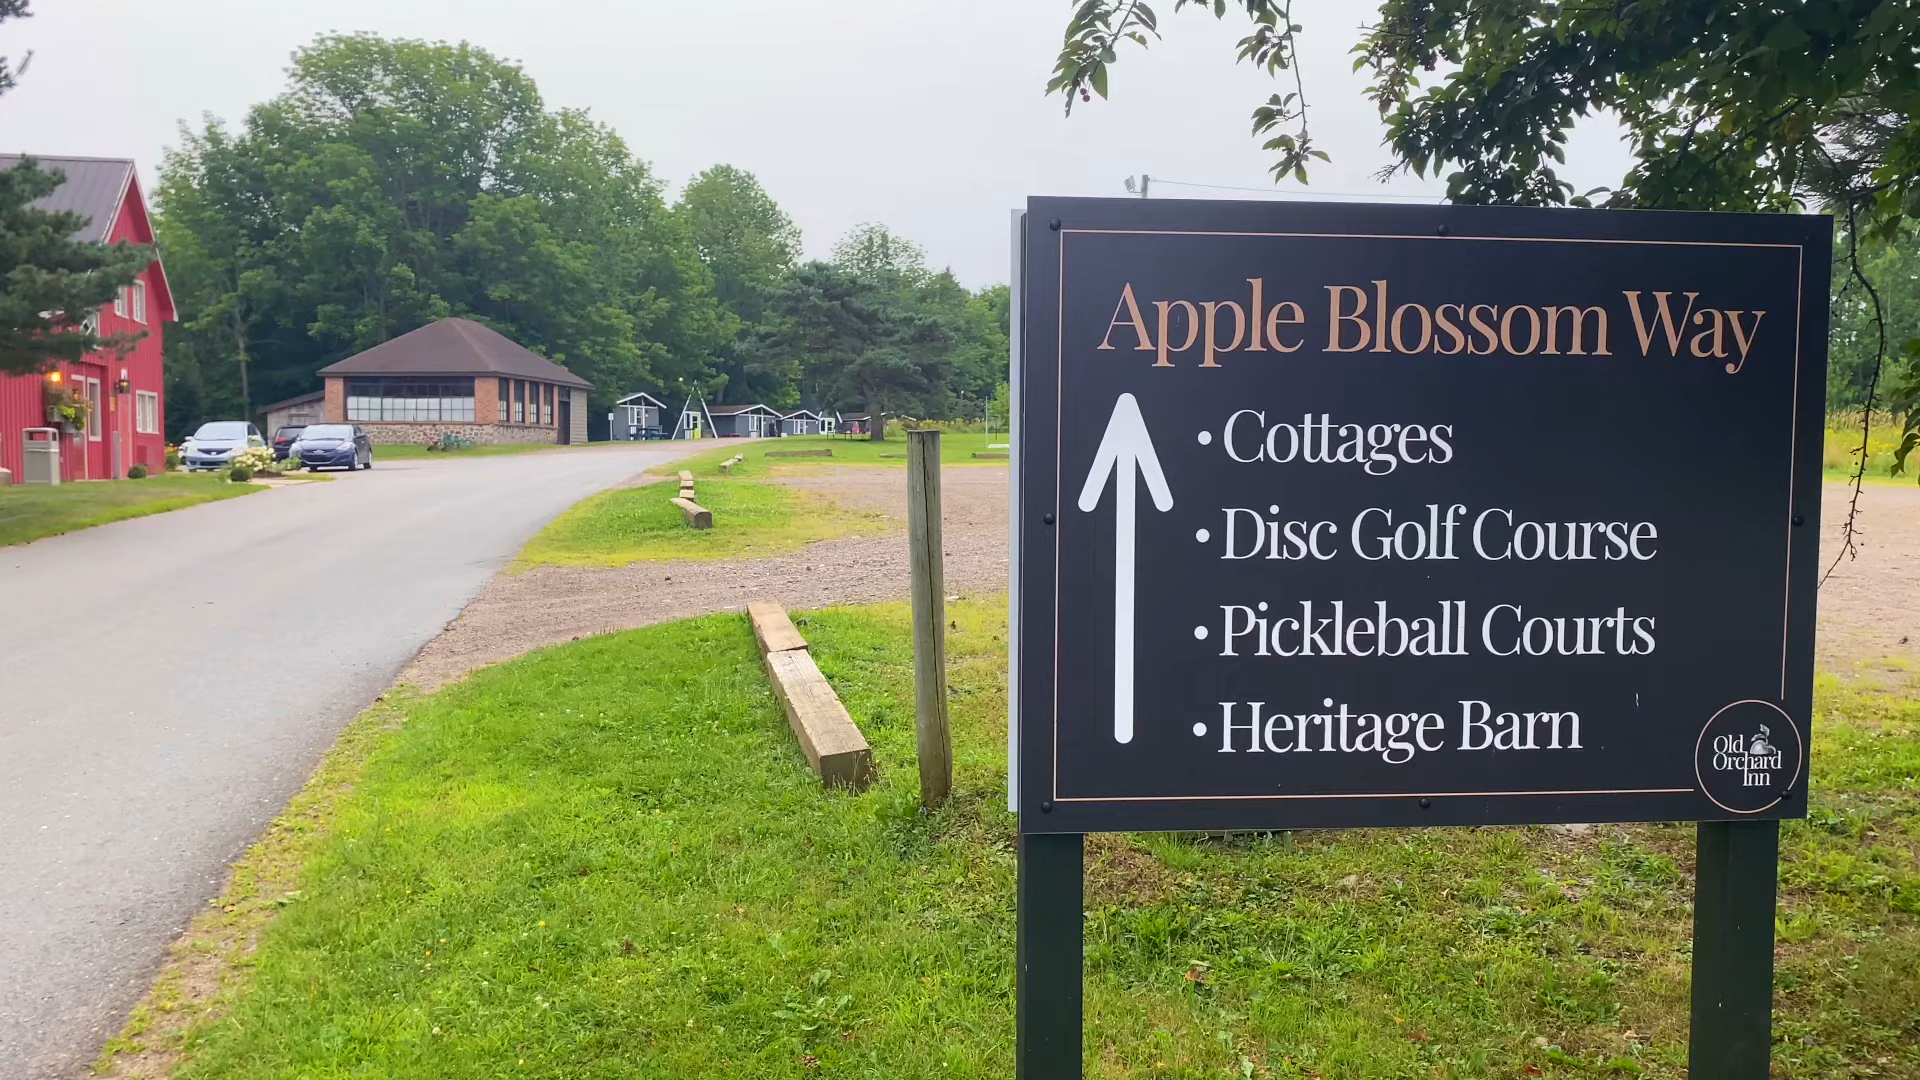 Apple Blossom Way
• Cottages
• Disc Golf Course
• Pickleball Courts
• Heritage Barn
Old
Orchard
Inn